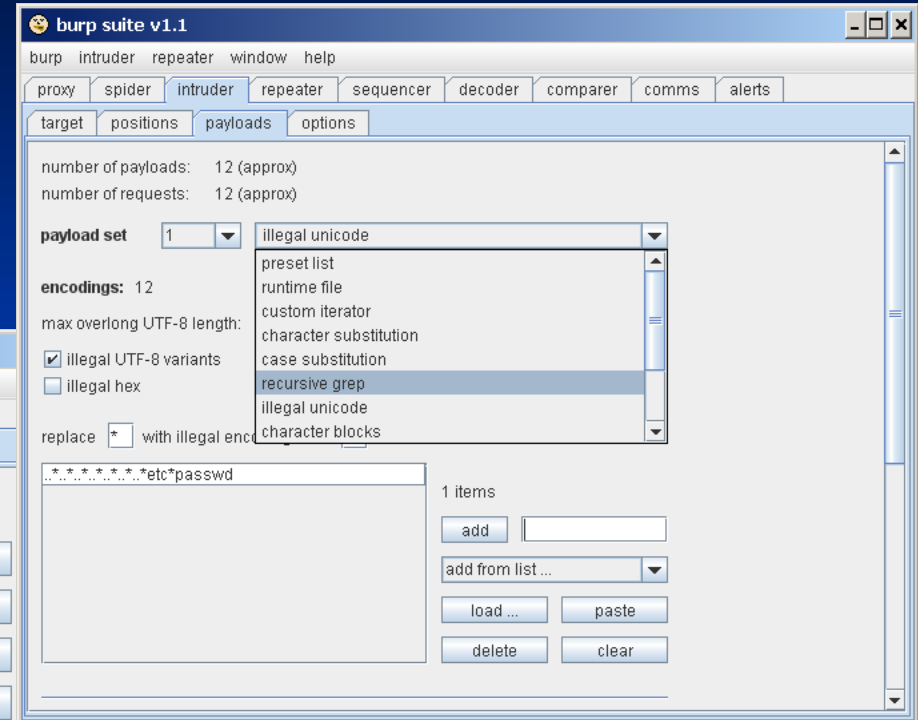 burp suite v1.1
burp intruder repeater window help
proxy spider intruder repeater sequencer decoder comparer comms alerts
target positions payloads options
number of payloads: 12 (approx)
number of requests: 12 (approx)
payload set 1 illegal unicode
preset list
runtime file
custom iterator
character substitution
case substitution
recursive grep
illegal unicode
character blocks
encodings: 12
max overlong UTF-8 length:
illegal UTF-8 variants
illegal hex
replace * with illegal
..*..*..*..*..*..*..*etc*passwd
1 items
add
add from list ...
load ... paste
delete clear